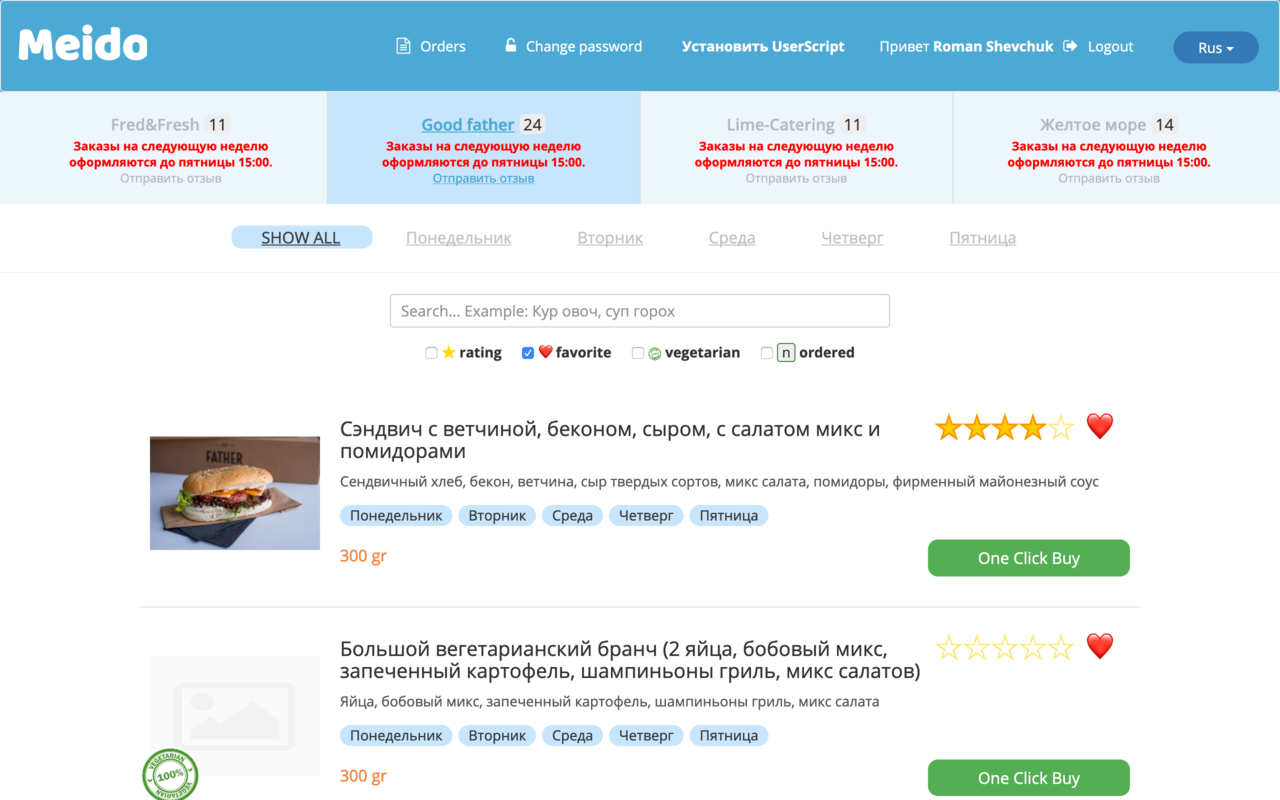 Meido
Orders
Change password
Установить UserScript
Привет Roman Shevchuk
Logout
Rus
Fred&Fresh 11
Заказы на следующую неделю
оформляются до пятницы 15:00.
Отправить отзыв
Good father 24
Заказы на следующую неделю
оформляются до пятницы 15:00.
Отправить отзыв
Lime-Catering 11
Заказы на следующую неделю
оформляются до пятницы 15:00.
Отправить отзыв
Желтое море 14
Заказы на следующую неделю
оформляются до пятницы 15:00.
Отправить отзыв
SHOW ALL
Понедельник
Вторник
Среда
Четверг
Пятница
Search... Example: Кур овоч, суп горох
rating
favorite
vegetarian
n ordered
FATHER
Сэндвич с ветчиной, беконом, сыром, с салатом микс и
помидорами
Сендвичный хлеб, бекон, ветчина, сыр твердых сортов, микс салата, помидоры, фирменный майонезный соус
Понедельник Вторник Среда Четверг Пятница
300 gr
One Click Buy
Большой вегетарианский бранч (2 яйца, бобовый микс,
запеченный картофель, шампиньоны гриль, микс салатов)
Яйца, бобовый микс, запеченный картофель, шампиньоны гриль, микс салата
Понедельник Вторник Среда Четверг Пятница
VEGETARIAN
100%
VEGETARIAN
300 gr
One Click Buy